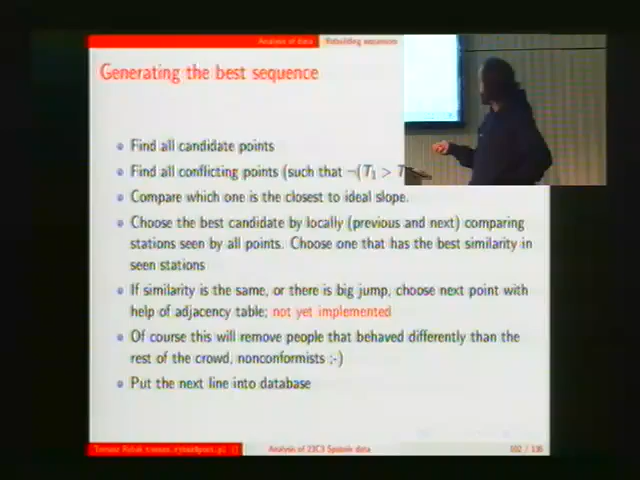 Analysis of data Rebuilding sequences
Generating the best sequence
Find all candidate points
Find all conflicting points (such that ¬(T₁ > T
Compare which one is the closest to ideal slope.
Choose the best candidate by locally (previous and next) comparing
stations seen by all points. Choose one that has the best similarity in
seen stations
If similarity is the same, or there is big jump, choose next point with
help of adjacency table; not yet implemented
Of course this will remove people that behaved differently than the
rest of the crowd, nonconformists ;-)
Put the next line into database
Analysis of 23C3 Sputnik data
102 / 136